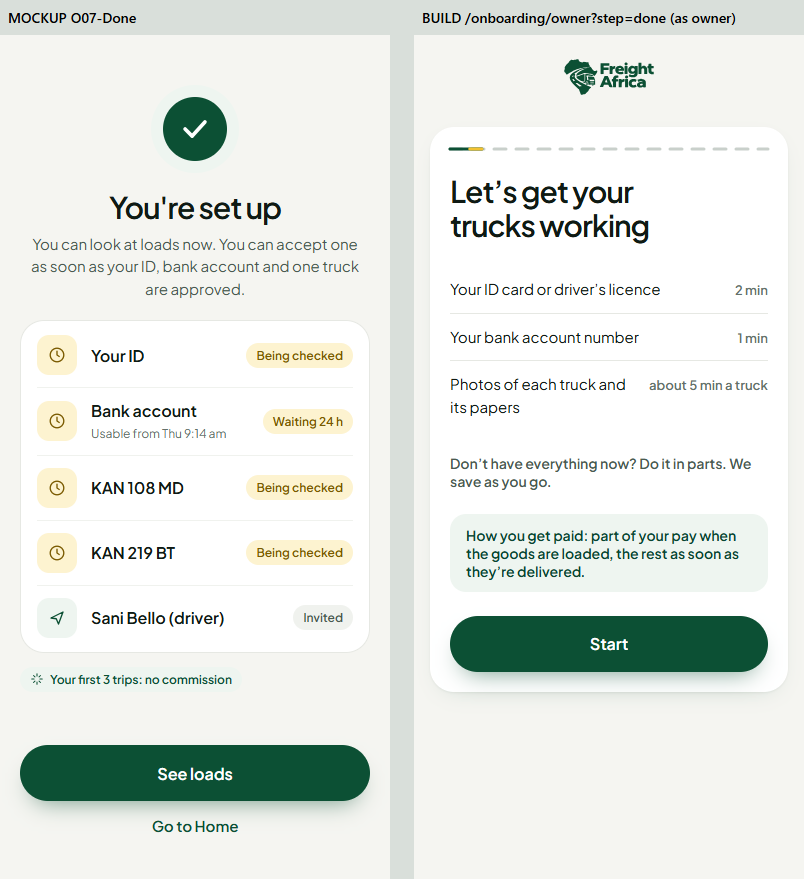 MOCKUP O07-Done
You're set up
You can look at loads now. You can accept one
as soon as your ID, bank account and one truck
are approved.
Your ID
Being checked
Bank account
Usable from Thu 9:14 am
Waiting 24 h
KAN 108 MD
Being checked
KAN 219 BT
Being checked
Sani Bello (driver)
Invited
Your first 3 trips: no commission
See loads
Go to Home
BUILD /onboarding/owner?step=done (as owner)
Freight
Africa
Let’s get your
trucks working
Your ID card or driver’s licence
2 min
Your bank account number
1 min
Photos of each truck and
its papers
about 5 min a truck
Don’t have everything now? Do it in parts. We
save as you go.
How you get paid: part of your pay when
the goods are loaded, the rest as soon as
they’re delivered.
Start